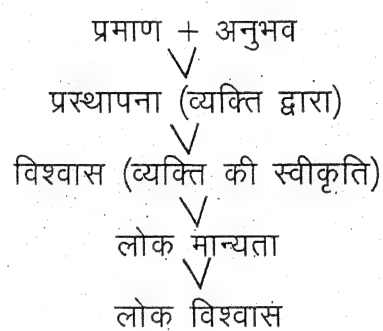 प्रमाण + अनुभव
प्रस्थापना (व्यक्ति द्वारा)
विश्वास (व्यक्ति की स्वीकृति)
लोक मान्यता
लोक विश्वास